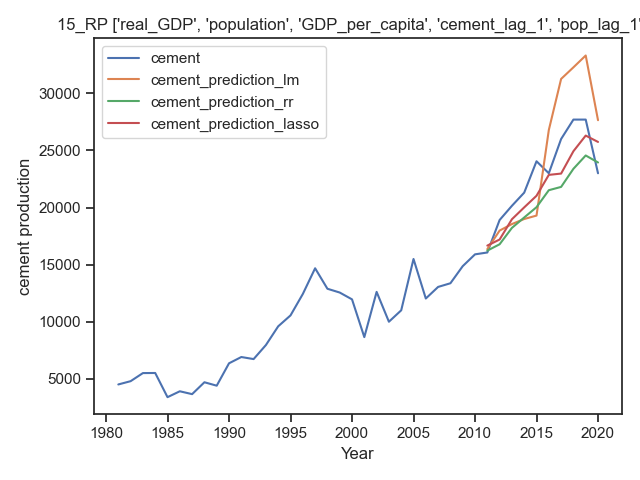 15_RP ['real_GDP', 'population', 'GDP_per_capita', 'cement_lag_1', 'pop_lag_1'
cement
cement_prediction_lm
cement_prediction_rr
cement_prediction_lasso
cement production
30000
25000
20000
15000
10000
5000
1980 1985 1990 1995 2000 2005 2010 2015 2020
Year